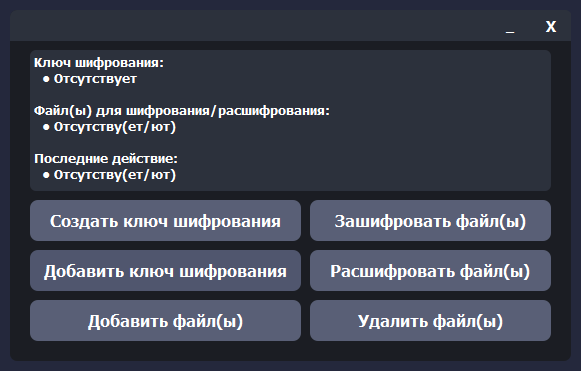 _ X
Ключ шифрования:
● Отсутствует
Файл(ы) для шифрования/расшифрования:
● Отсутству(ет/ют)
Последние действие:
● Отсутству(ет/ют)
Создать ключ шифрования
Зашифровать файл(ы)
Добавить ключ шифрования
Расшифровать файл(ы)
Добавить файл(ы)
Удалить файл(ы)